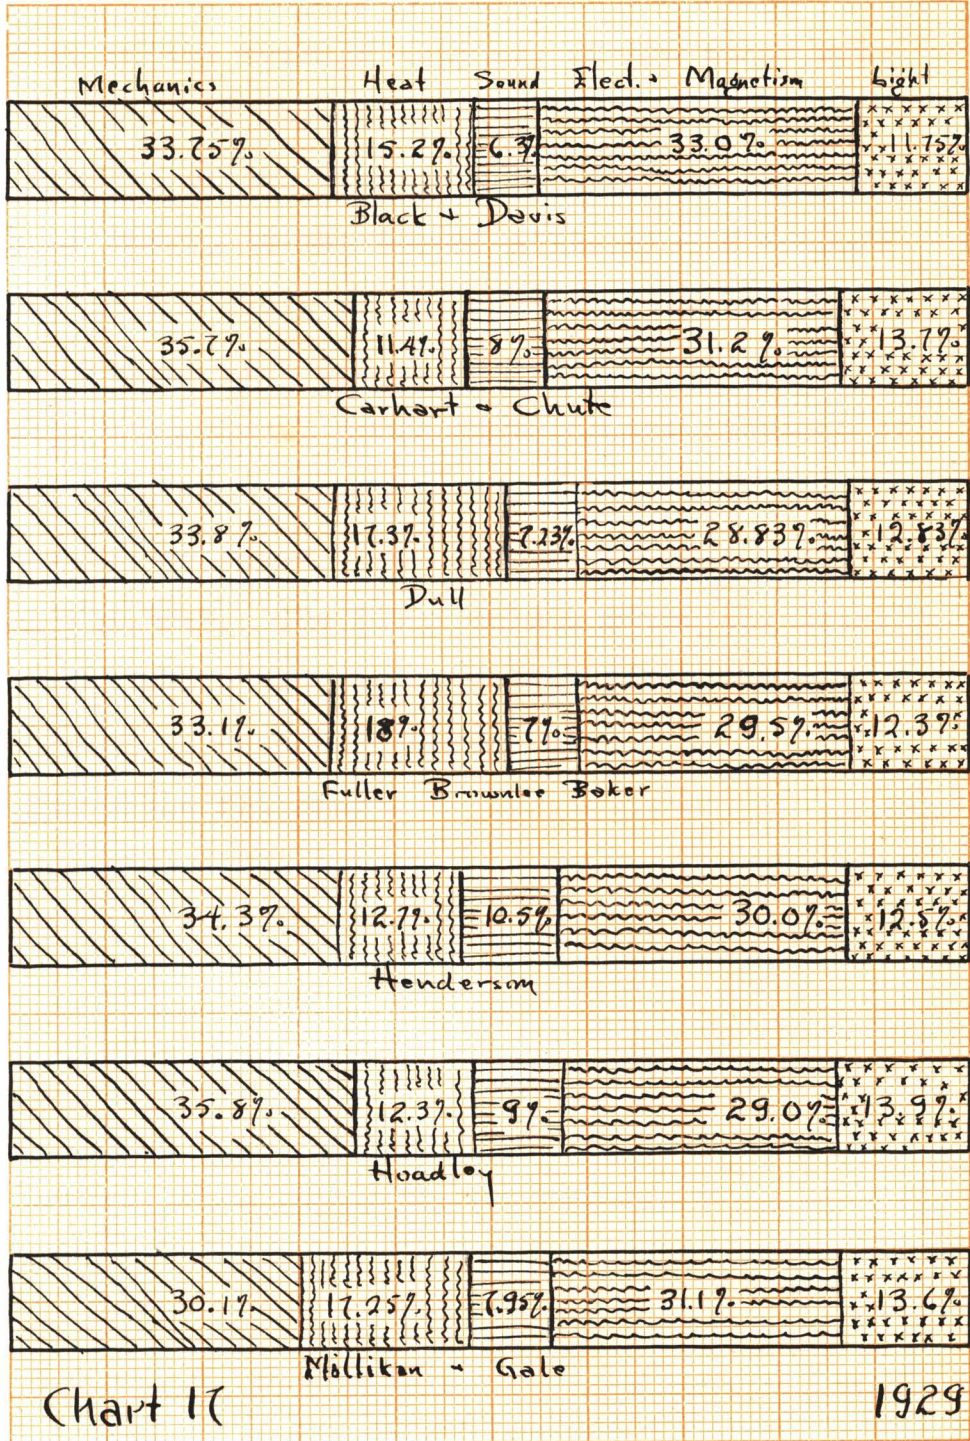 Mechanics Heat Sound Elect. + Magnetism Light
33.75% 15.2% 6.3% 33.0% 11.75%
Black + Davis
35.7% 11.4% 8% 31.2% 13.7%
Carhart + Chute
33.8% 17.3% 7.23% 28.83% 12.83%
Dull
33.1% 18% 7% 29.5% 12.3%
Fuller Brownlee Baker
34.3% 12.7% 10.5% 30.0% 12.5%
Henderson
35.8% 12.3% 9% 29.0% 13.9%
Hoadley
30.1% 17.25% 7.95% 31.1% 13.6%
Millikan + Gale
Chart
1929